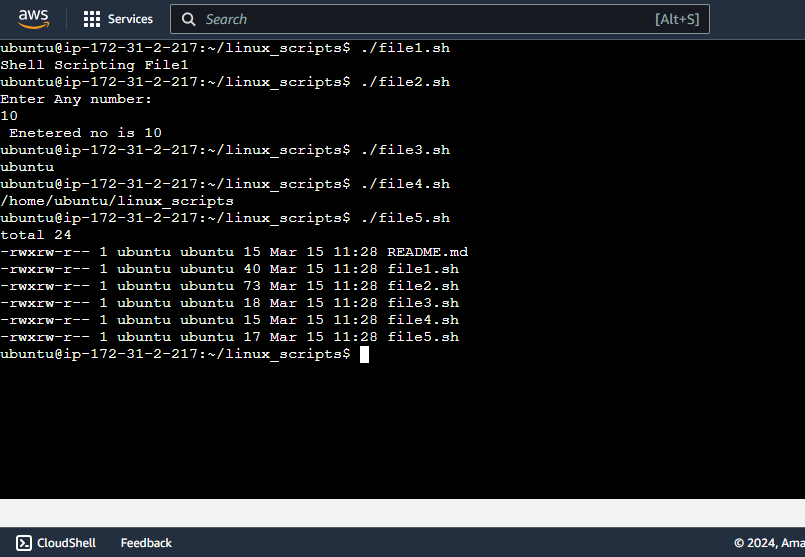 aws
Services
Search
[Alt+S]
ubuntu@ip-172-31-2-217:~/linux_scripts$ ./file1.sh
Shell Scripting File1
ubuntu@ip-172-31-2-217:~/linux_scripts$ ./file2.sh
Enter Any number:
10
 Enetered no is 10
ubuntu@ip-172-31-2-217:~/linux_scripts$ ./file3.sh
ubuntu
ubuntu@ip-172-31-2-217:~/linux_scripts$ ./file4.sh
/home/ubuntu/linux_scripts
ubuntu@ip-172-31-2-217:~/linux_scripts$ ./file5.sh
total 24
-rwxrw-r-- 1 ubuntu ubuntu 15 Mar 15 11:28 README.md
-rwxrw-r-- 1 ubuntu ubuntu 40 Mar 15 11:28 file1.sh
-rwxrw-r-- 1 ubuntu ubuntu 73 Mar 15 11:28 file2.sh
-rwxrw-r-- 1 ubuntu ubuntu 18 Mar 15 11:28 file3.sh
-rwxrw-r-- 1 ubuntu ubuntu 15 Mar 15 11:28 file4.sh
-rwxrw-r-- 1 ubuntu ubuntu 17 Mar 15 11:28 file5.sh
ubuntu@ip-172-31-2-217:~/linux_scripts$
CloudShell
Feedback
© 2024, Ama